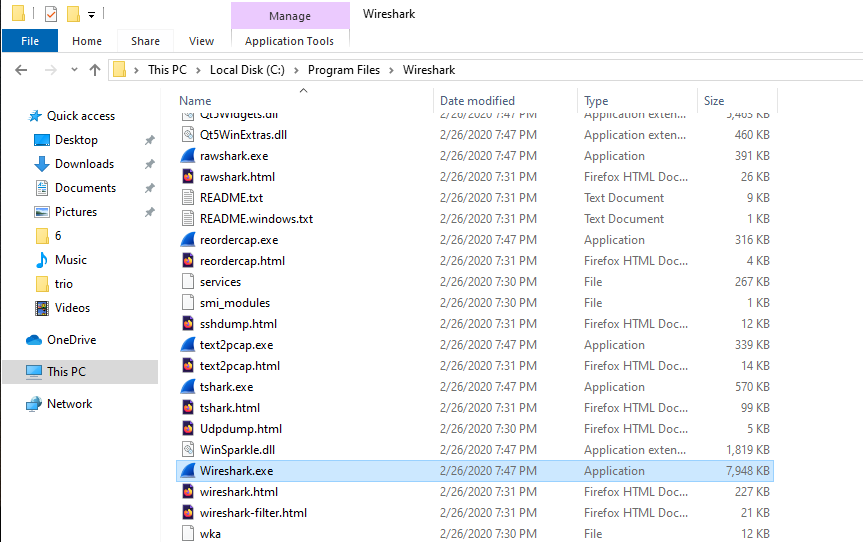 Manage
Wireshark
File Home Share View Application Tools
This PC Local Disk (C:) Program Files Wireshark
Name Date modified Type Size
Quick access
Desktop
Downloads
Documents
Pictures
6
Music
trio
Videos
OneDrive
This PC
Network
Qt5Widgets.dll 2/26/2020 7:47 PM Application exten... 5,463 KB
Qt5WinExtras.dll 2/26/2020 7:47 PM Application exten... 460 KB
rawshark.exe 2/26/2020 7:47 PM Application 391 KB
rawshark.html 2/26/2020 7:31 PM Firefox HTML Doc... 26 KB
README.txt 2/26/2020 7:31 PM Text Document 9 KB
README.windows.txt 2/26/2020 7:31 PM Text Document 1 KB
reordercap.exe 2/26/2020 7:47 PM Application 316 KB
reordercap.html 2/26/2020 7:31 PM Firefox HTML Doc... 4 KB
services 2/26/2020 7:30 PM File 267 KB
smi_modules 2/26/2020 7:30 PM File 1 KB
sshdump.html 2/26/2020 7:31 PM Firefox HTML Doc... 12 KB
text2pcap.exe 2/26/2020 7:47 PM Application 339 KB
text2pcap.html 2/26/2020 7:31 PM Firefox HTML Doc... 14 KB
tshark.exe 2/26/2020 7:47 PM Application 570 KB
tshark.html 2/26/2020 7:31 PM Firefox HTML Doc... 99 KB
Udpdump.html 2/26/2020 7:31 PM Firefox HTML Doc... 5 KB
WinSparkle.dll 2/26/2020 7:47 PM Application exten... 1,819 KB
Wireshark.exe 2/26/2020 7:47 PM Application 7,948 KB
wireshark.html 2/26/2020 7:31 PM Firefox HTML Doc... 227 KB
wireshark-filter.html 2/26/2020 7:31 PM Firefox HTML Doc... 21 KB
wka 2/26/2020 7:30 PM File 12 KB